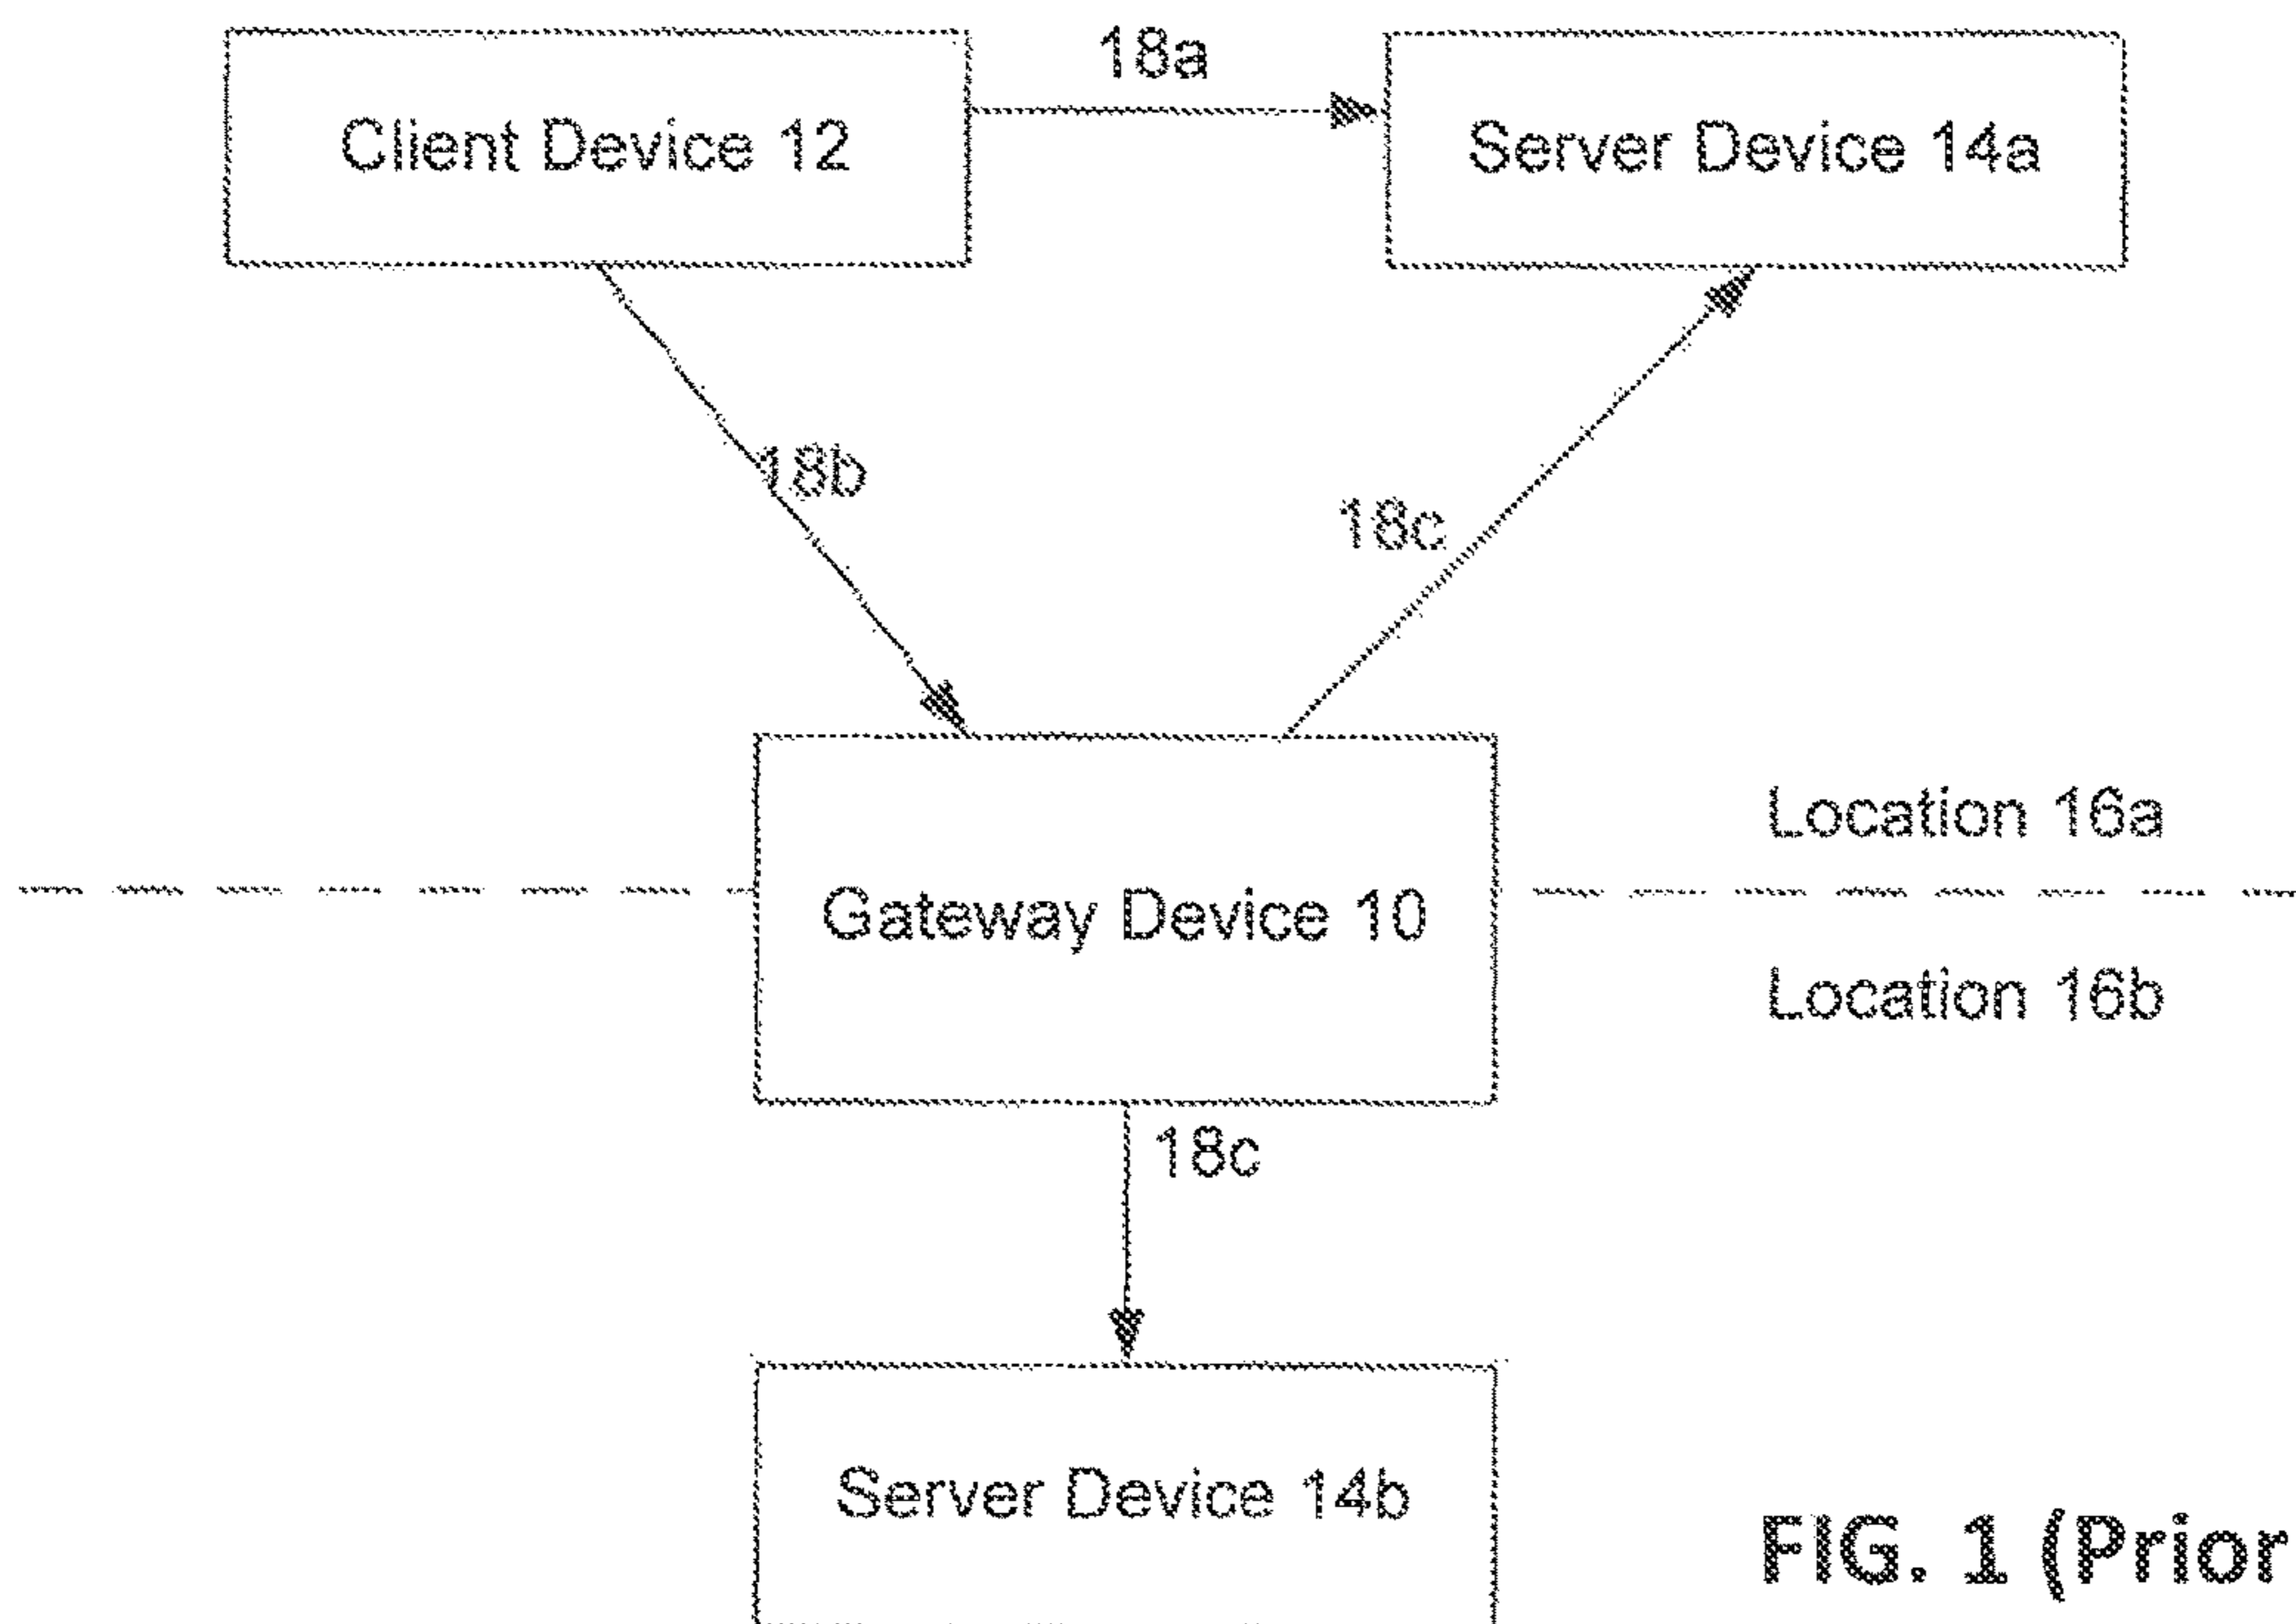 18a
Client Device 12
Server Device 14a
18b
18c
Location 16a
Gateway Device 10
Location 16b
18c
Server Device 14b
FIG. 1 (Prior